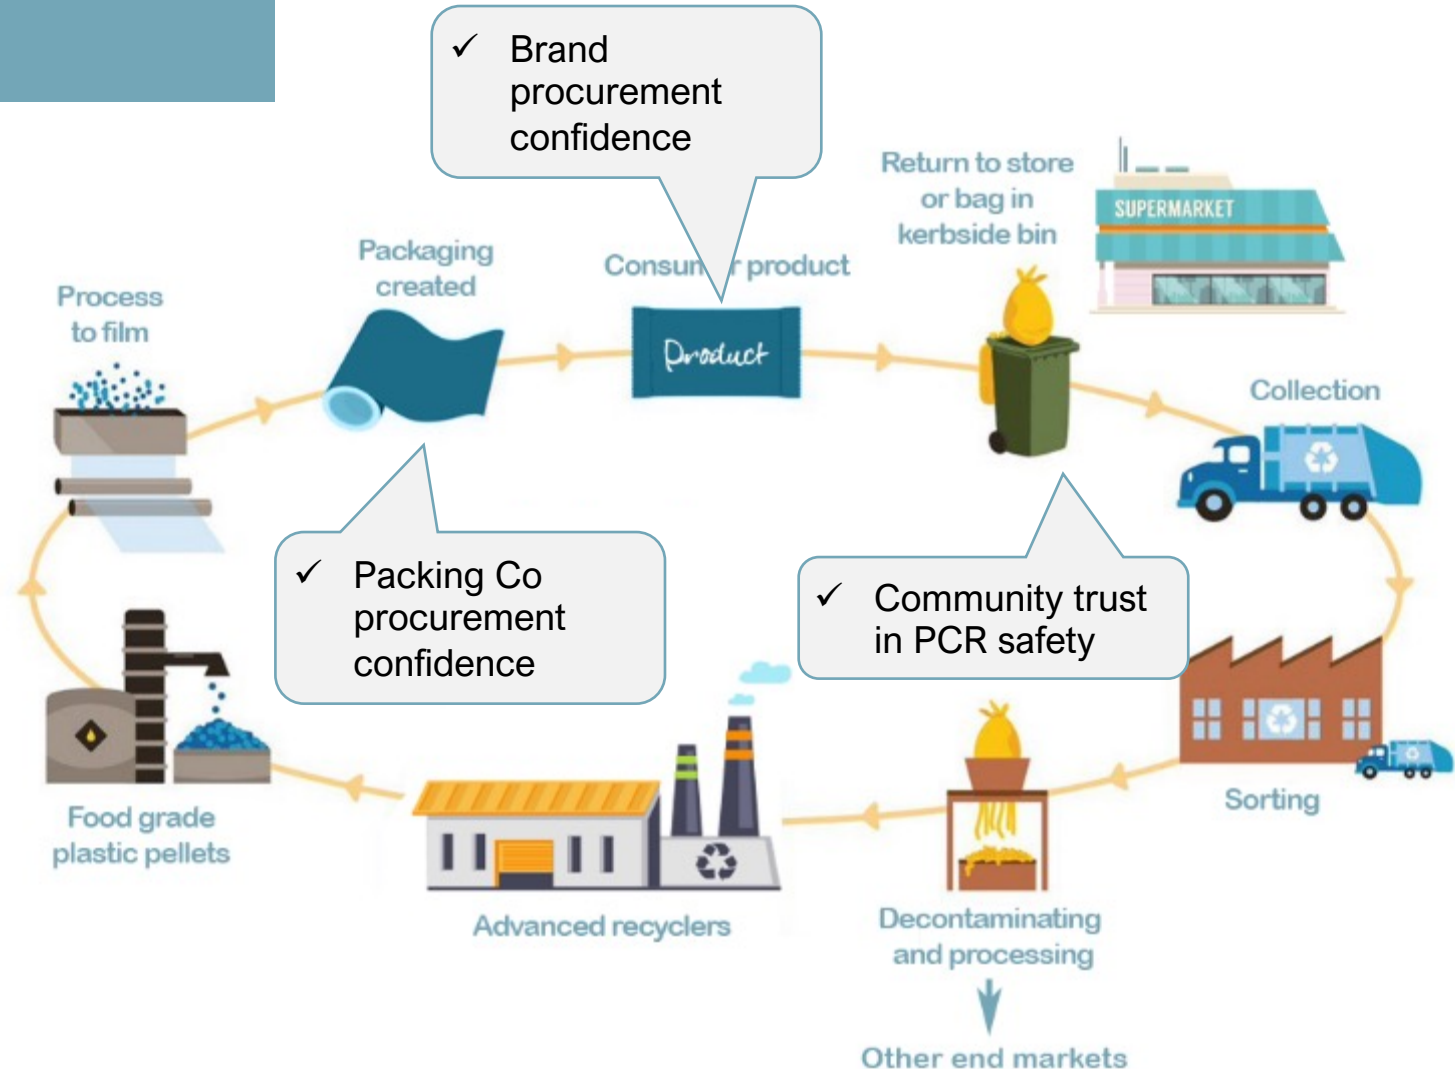 ✓ Brand
procurement
confidence
Return to store
or bag in
kerbside bin
SUPERMARKET
Packaging
created
Consumer product
Process
to film
Product
Collection
✓ Packing Co
procurement
confidence
✓ Community trust
in PCR safety
Food grade
plastic pellets
Sorting
Advanced recyclers
Decontaminating
and processing
Other end markets